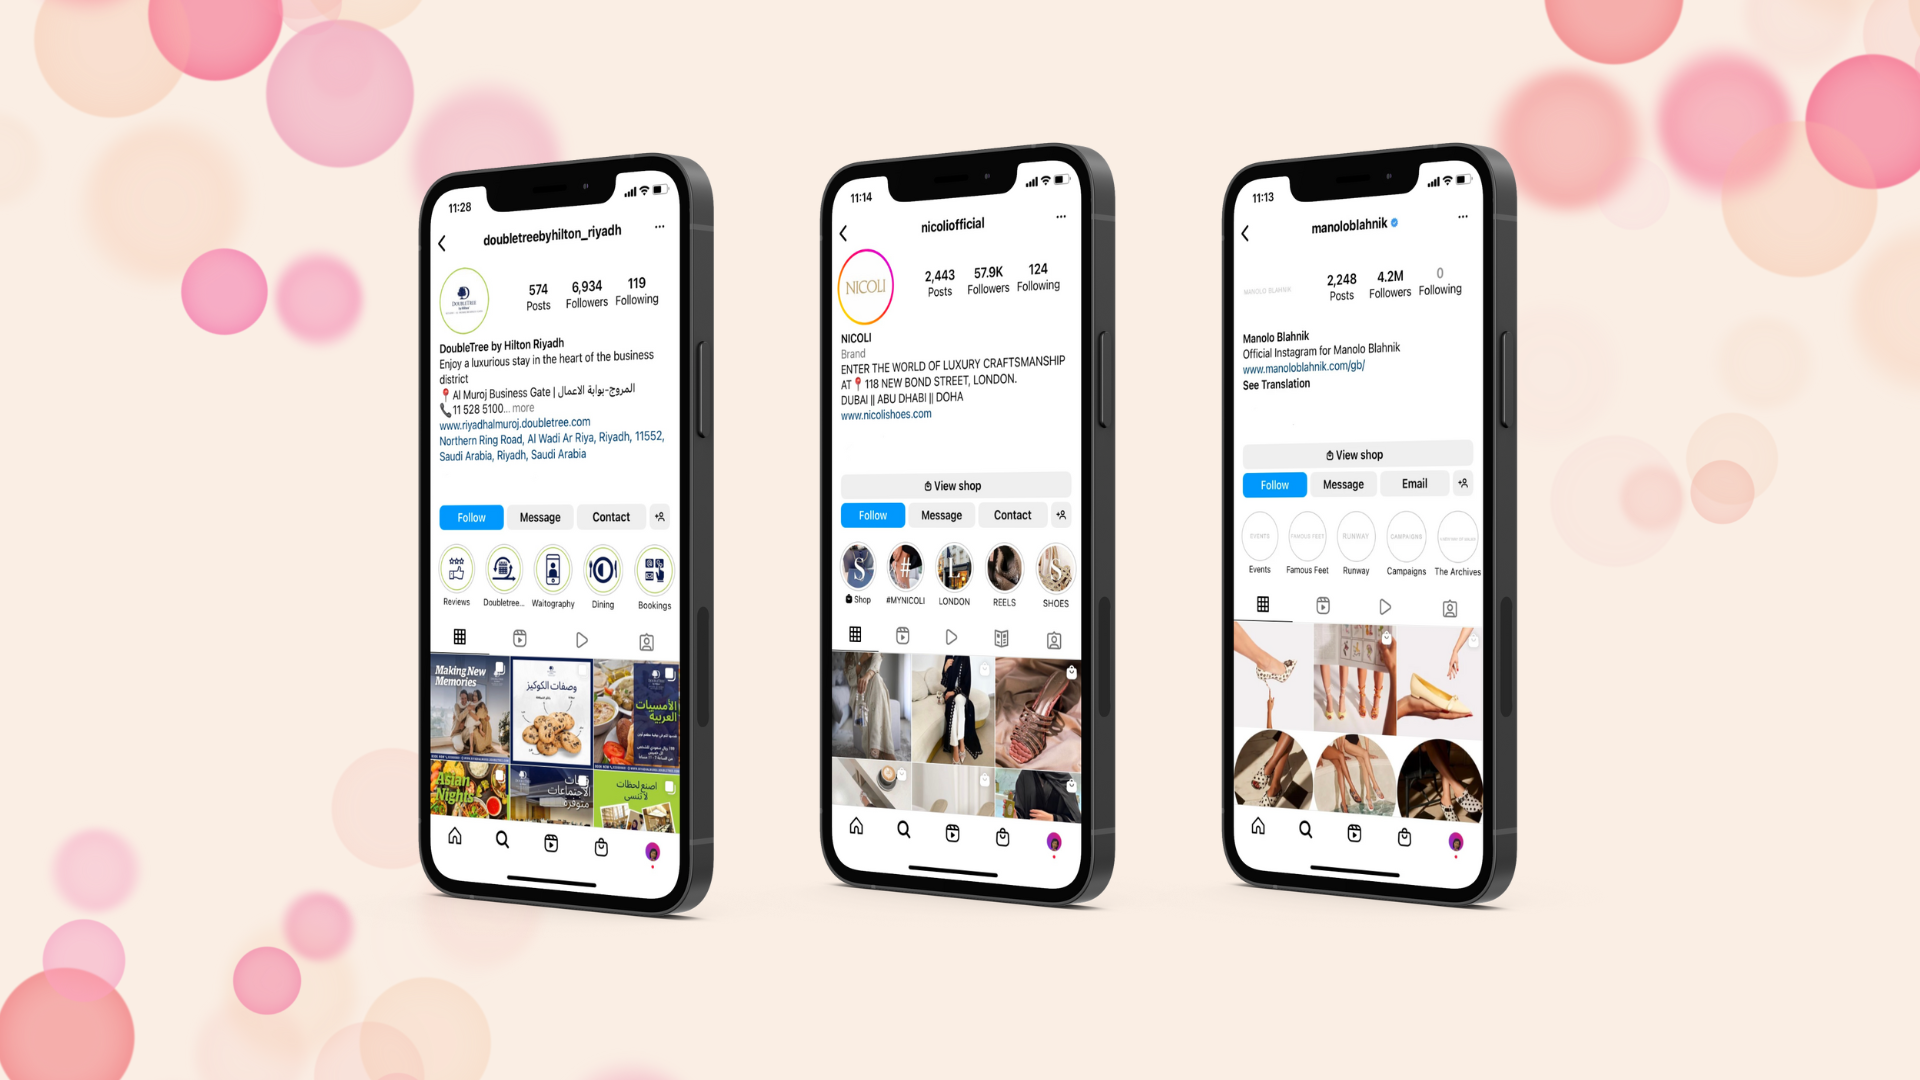 11:28
doubletreebyhilton_riyadh
...
DOUBLETREE
by Hilton
574
6,934
119
Posts
Followers
Following
DoubleTree by Hilton Riyadh
Enjoy a luxurious stay in the heart of the business
district
📍 Al Muroj Business Gate | المروج-بوابة الاعمال
📞 11 528 5100... more
www.riyadhalmuroj.doubletree.com
Northern Ring Road, Al Wadi Ar Riya, Riyadh, 11552,
Saudi Arabia, Riyadh, Saudi Arabia
Follow
Message
Contact
Reviews
Doubletree...
Waitography
Dining
Bookings
Making New
Memories
وصفات الكوكيز
الأمسيات
العربية
Asian
Nights
الاجتماعات
متوفرة
اصنع لحظات
لا تنسى
11:14
nicoliofficial
...
NICOLI
2,443
57.9K
124
Posts
Followers
Following
NICOLI
Brand
ENTER THE WORLD OF LUXURY CRAFTSMANSHIP
AT 📍 118 NEW BOND STREET, LONDON.
DUBAI || ABU DHABI || DOHA
www.nicolishoes.com
View shop
Follow
Message
Contact
S
#
L
S
Shop
#MYNICOLI
LONDON
REELS
SHOES
11:13
manoloblahnik
...
MANOLO BLAHNIK
2,248
4.2M
0
Posts
Followers
Following
Manolo Blahnik
Official Instagram for Manolo Blahnik
www.manoloblahnik.com/gb/
See Translation
View shop
Follow
Message
Email
EVENTS
FAMOUS FEET
RUNWAY
CAMPAIGNS
Events
Famous Feet
Runway
Campaigns
The Archives